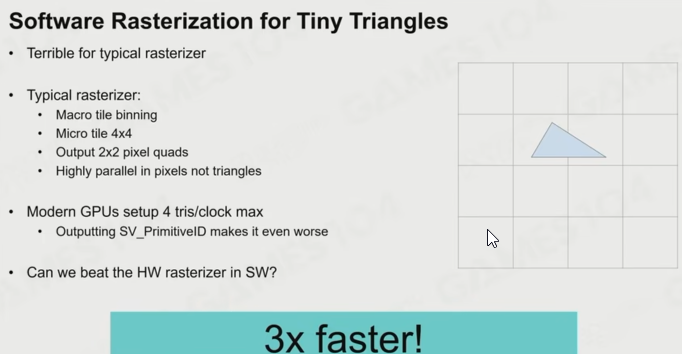 Software Rasterization for Tiny Triangles
• Terrible for typical rasterizer
• Typical rasterizer:
• Macro tile binning
• Micro tile 4x4
• Output 2x2 pixel quads
• Highly parallel in pixels not triangles
• Modern GPUs setup 4 tris/clock max
• Outputting SV_PrimitiveID makes it even worse
• Can we beat the HW rasterizer in SW?
3x faster!